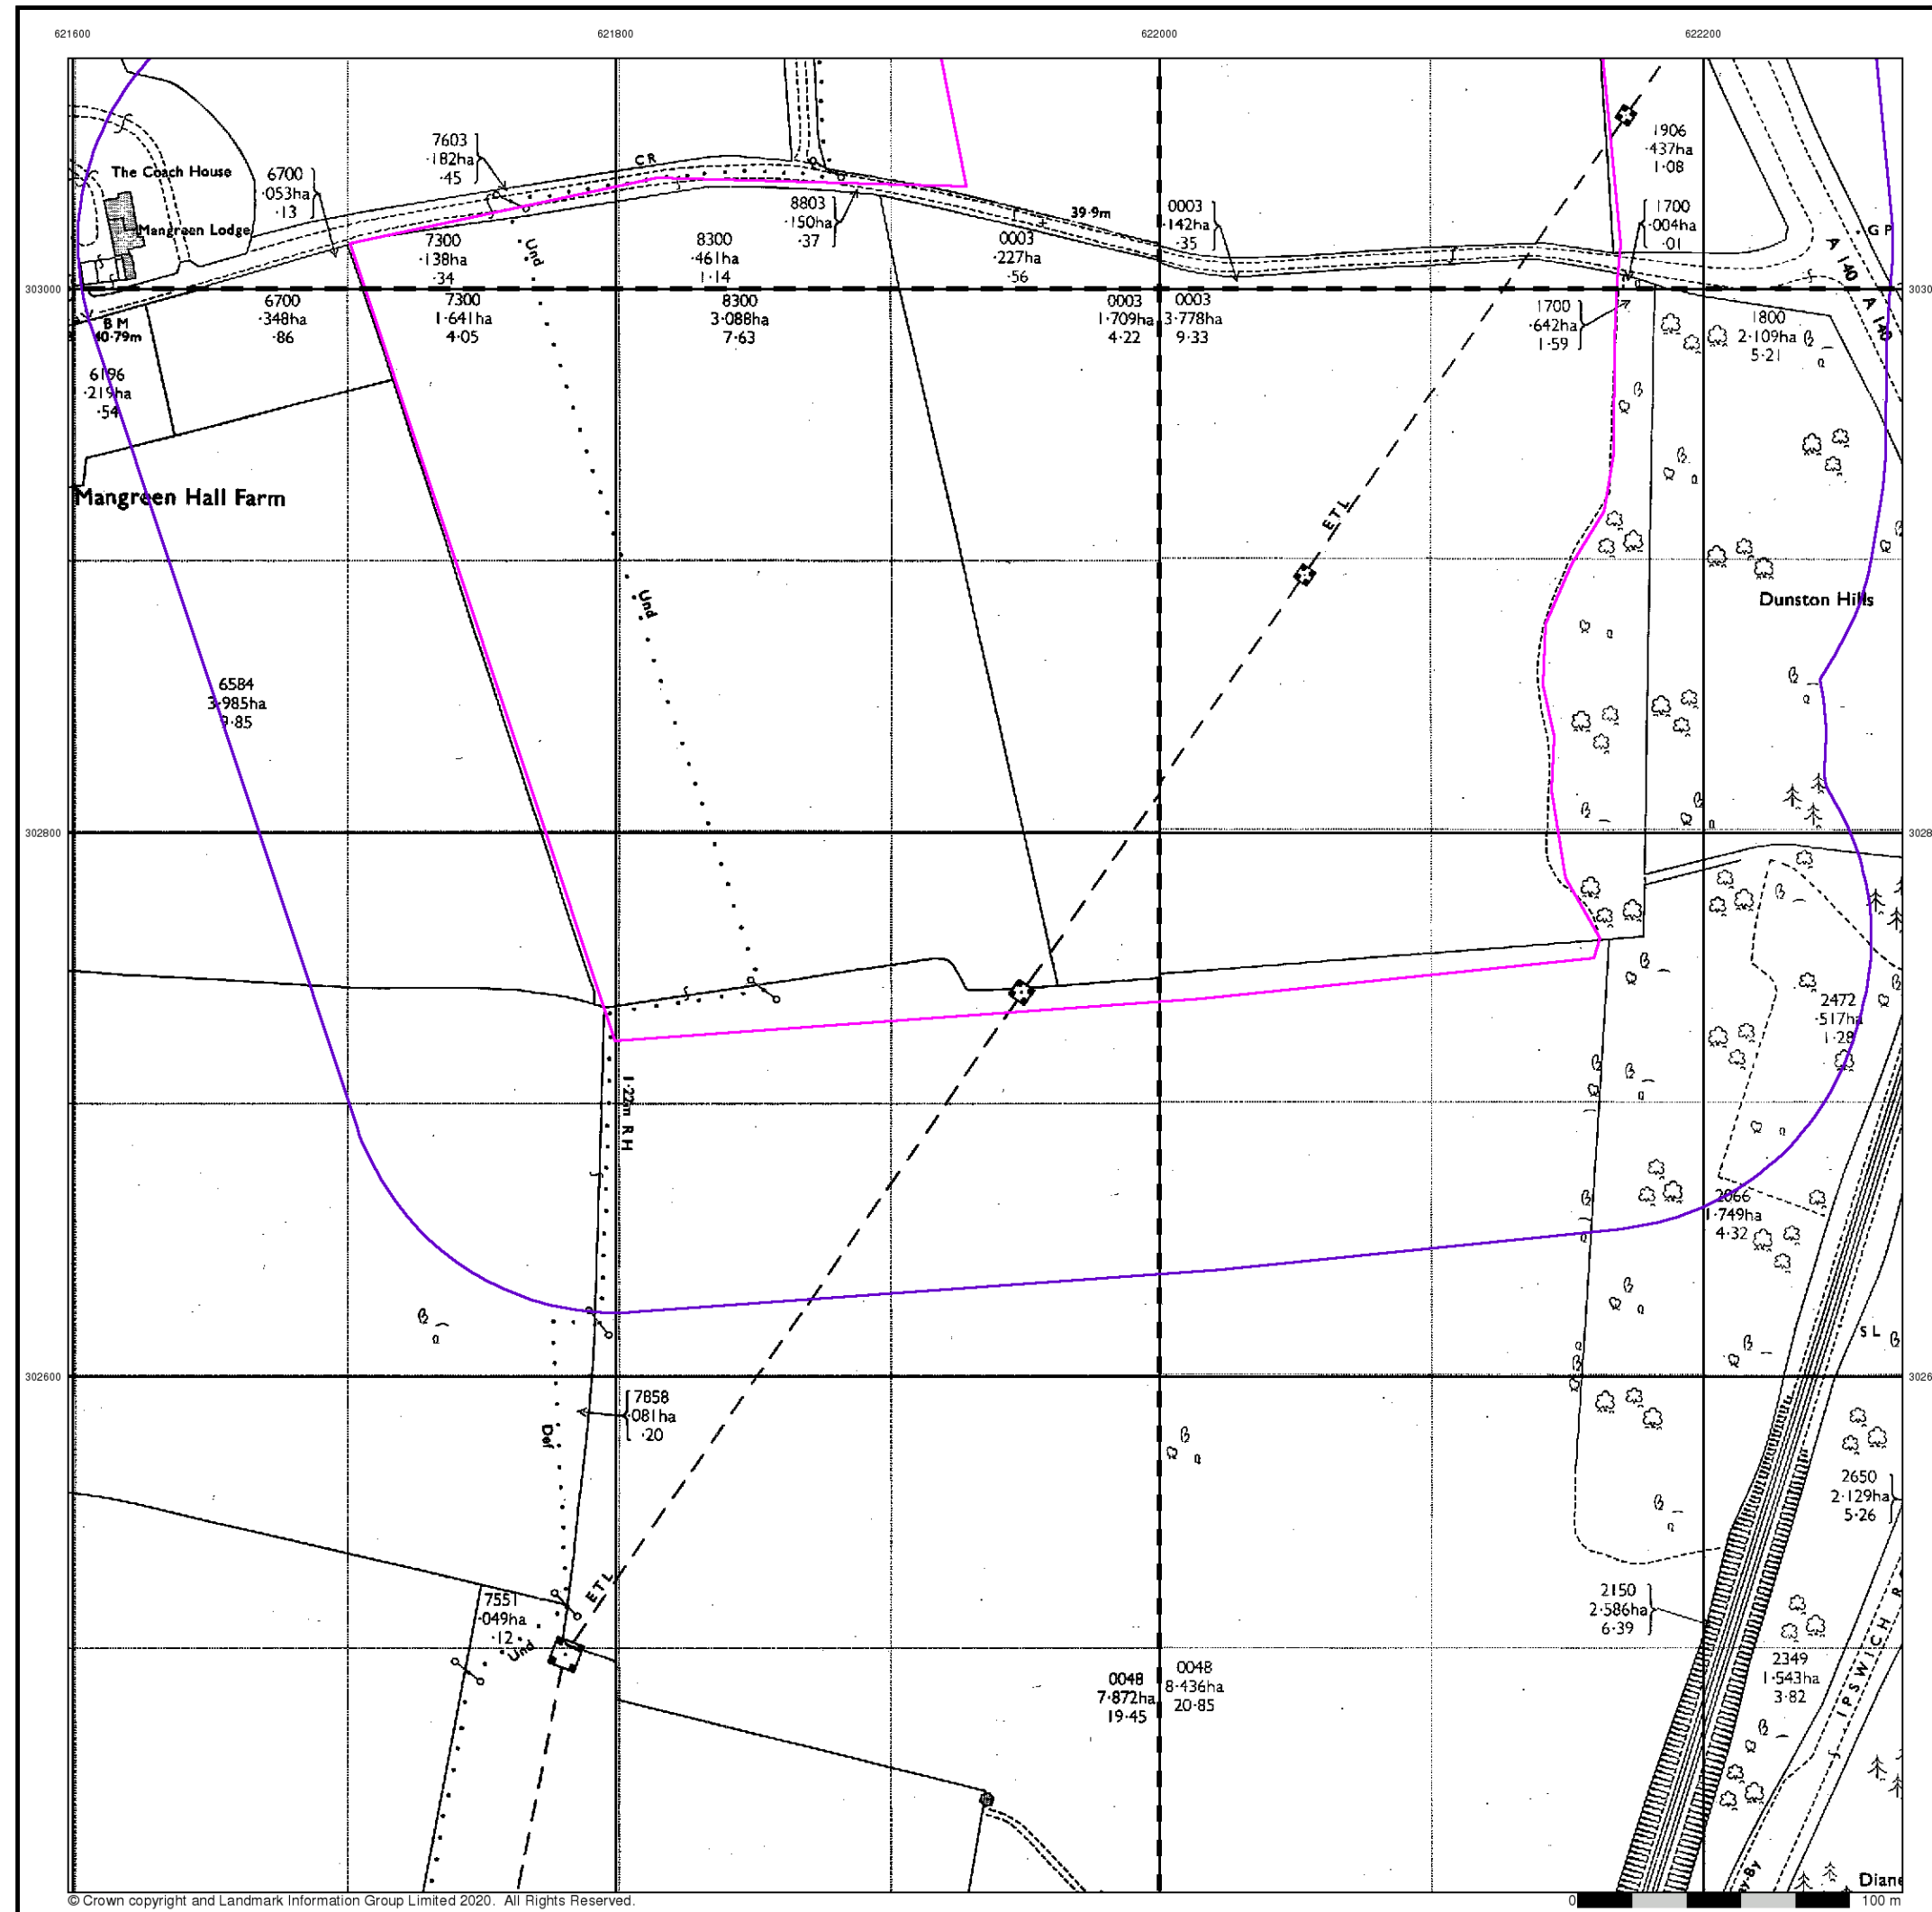 621600
621800
622000
622200
The Coach House
Mangreen Lodge
6700
·053ha
·13
7603
·182ha
·45
CR
8803
·150ha
·37
39·9m
0003
·142ha
·35
1906
·437ha
1·08
1700
·004ha
·01
A 140
GP
A 140
7300
·138ha
·34
8300
·461ha
1·14
0003
·227ha
·56
Und
303000
6700
·348ha
·86
7300
1·641ha
4·05
8300
3·088ha
7·63
0003
1·709ha
4·22
0003
3·778ha
9·33
1700
·642ha
1·59
1800
2·109ha
5·21
BM
40·79m
6196
·219ha
·54
Mangreen Hall Farm
ETL
Und
Dunston Hills
6584
3·985ha
9·85
302800
2472
·517ha
1·28
1·22m RH
2066
1·749ha
4·32
SL
302600
7858
·081ha
·20
Def
2650
2·129ha
5·26
ETL
7551
·049ha
·12
Und
2150
2·586ha
6·39
0048
7·872ha
19·45
0048
8·436ha
20·85
2349
1·543ha
3·82
IPSWICH R
Diane
© Crown copyright and Landmark Information Group Limited 2020. All Rights Reserved.
0
100 m